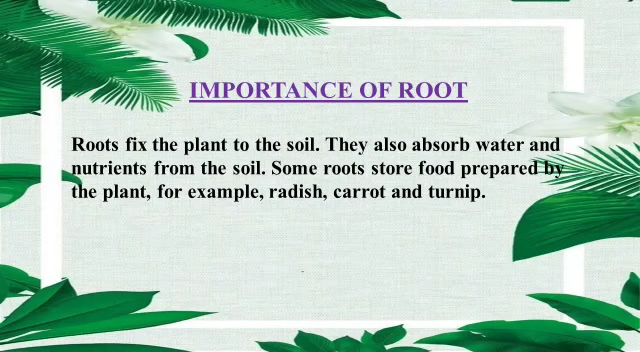 IMPORTANCE OF ROOT
Roots fix the plant to the soil. They also absorb water and
nutrients from the soil. Some roots store food prepared by
the plant, for example, radish, carrot and turnip.